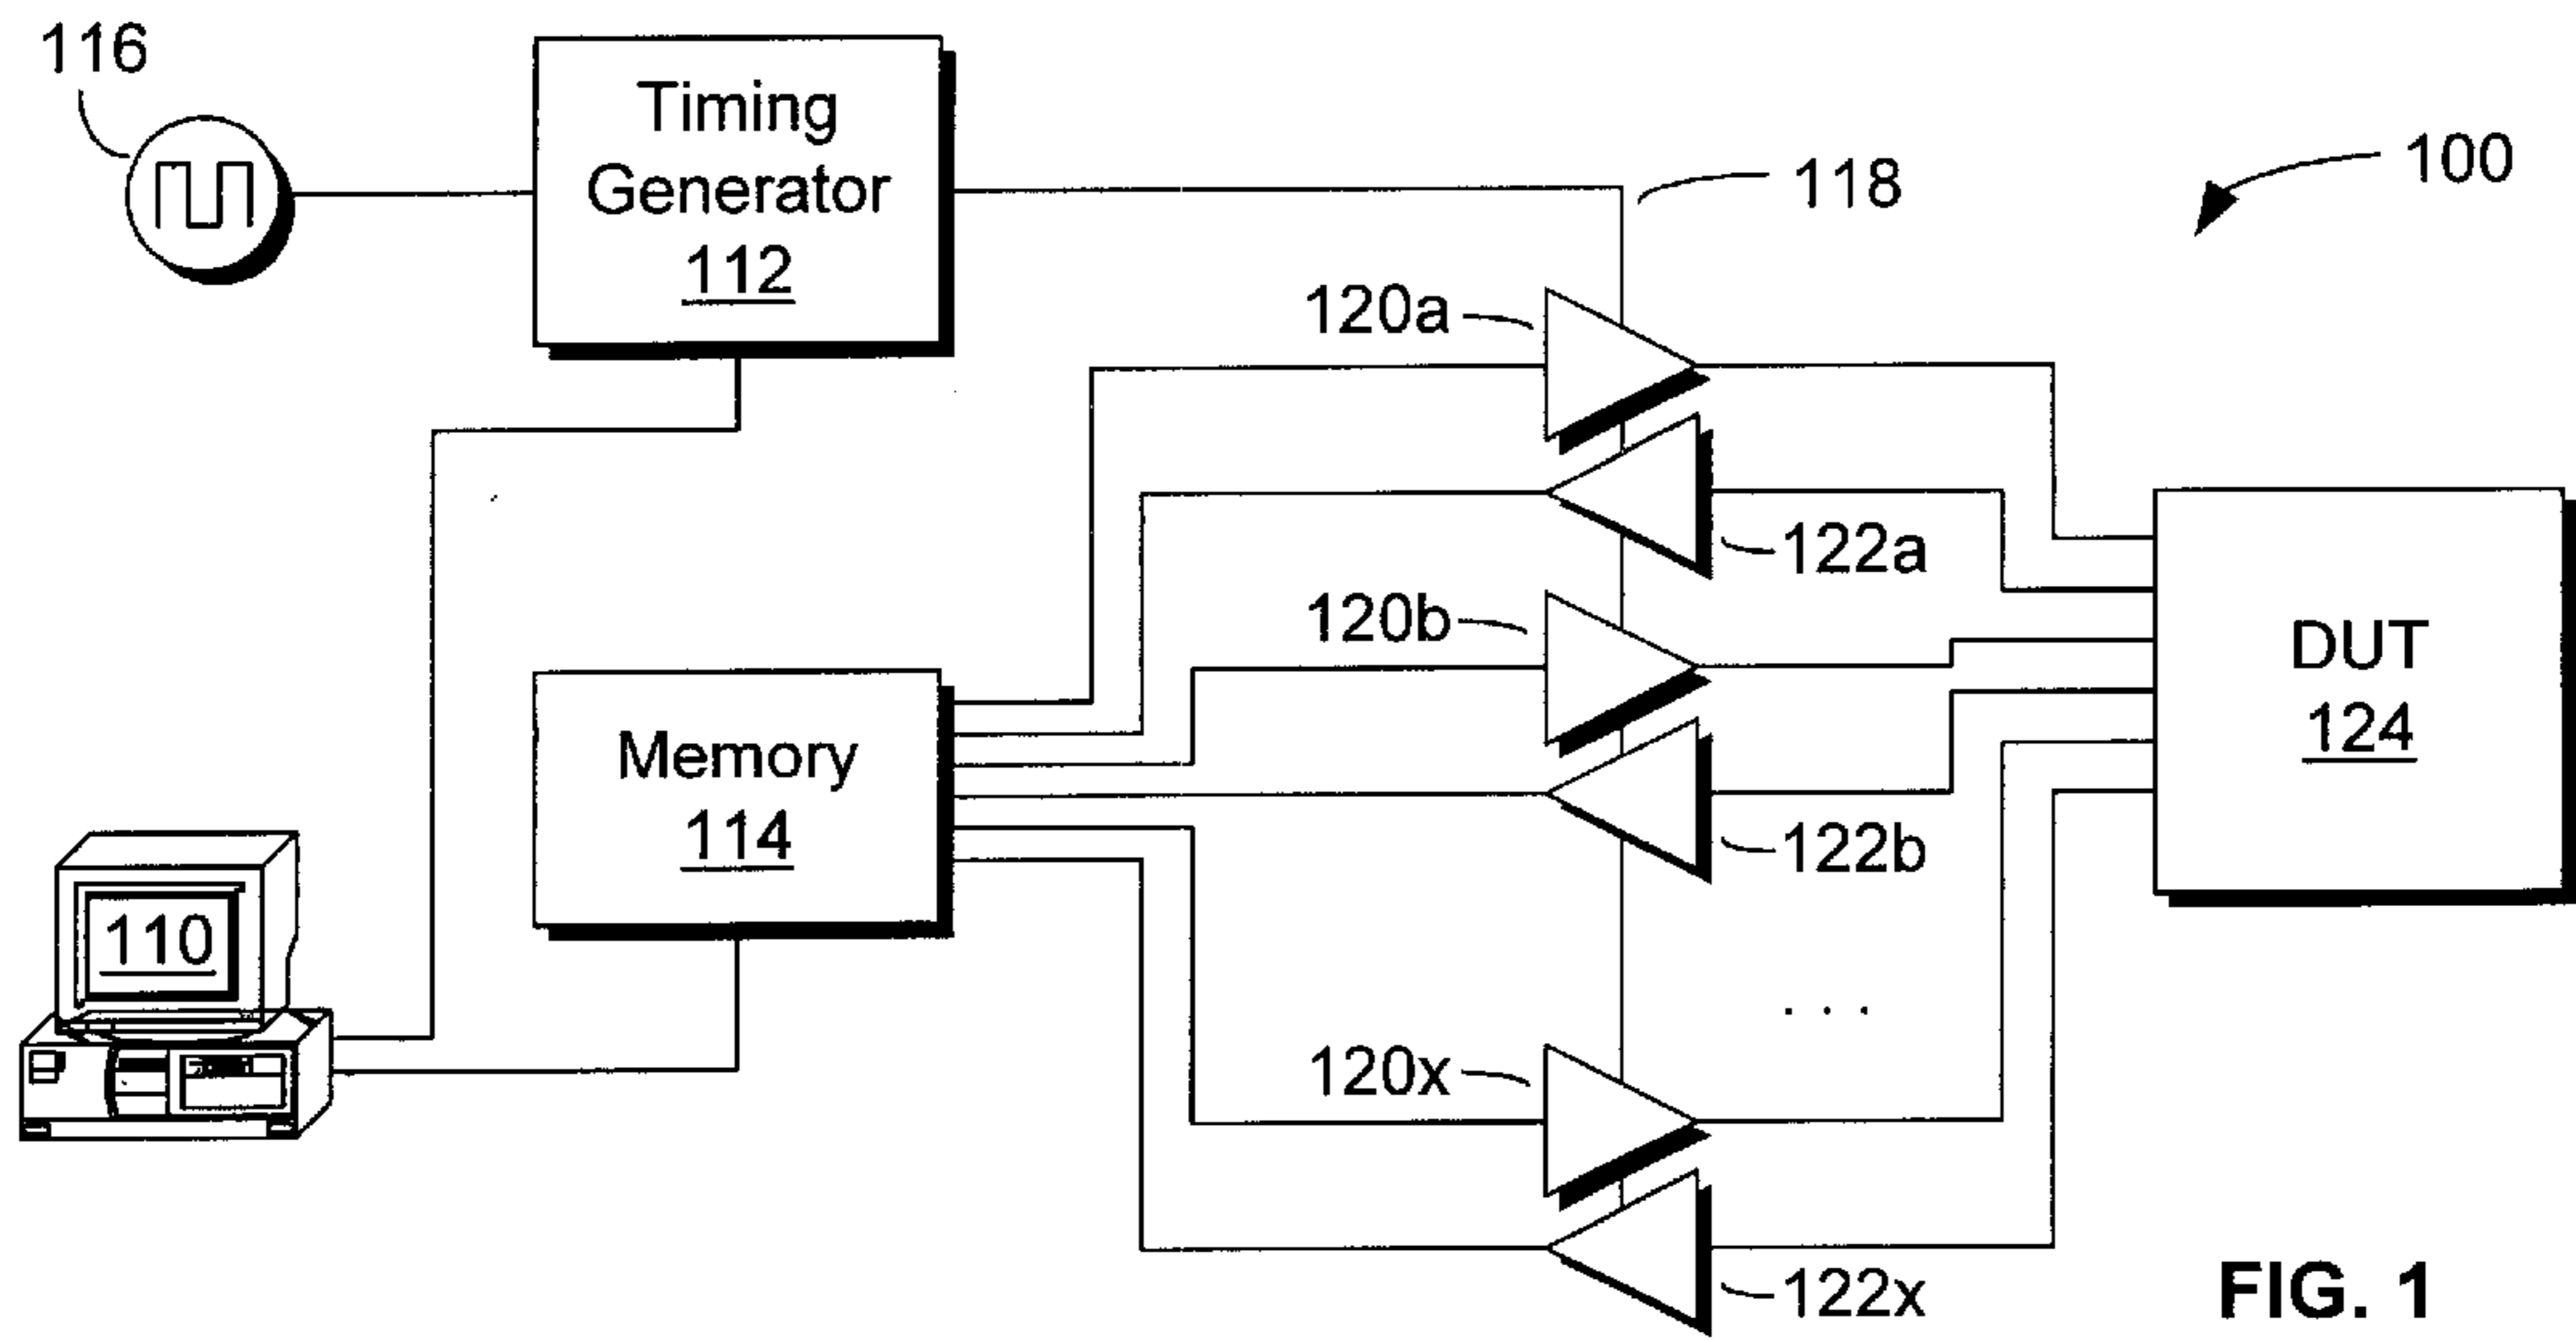 116
Timing
Generator
112
118
100
120a
122a
120b
DUT
124
Memory
114
122b
110
120x
. . .
122x
FIG. 1